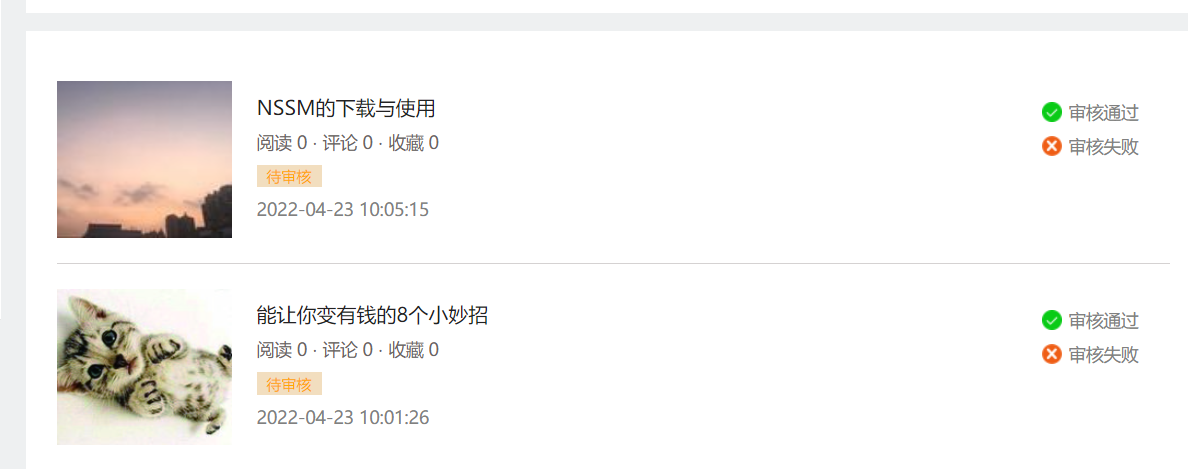 NSSM的下载与使用
阅读 0 · 评论 0 · 收藏 0
待审核
2022-04-23 10:05:15
审核通过
审核失败
能让你变有钱的8个小妙招
阅读 0 · 评论 0 · 收藏 0
待审核
2022-04-23 10:01:26
审核通过
审核失败